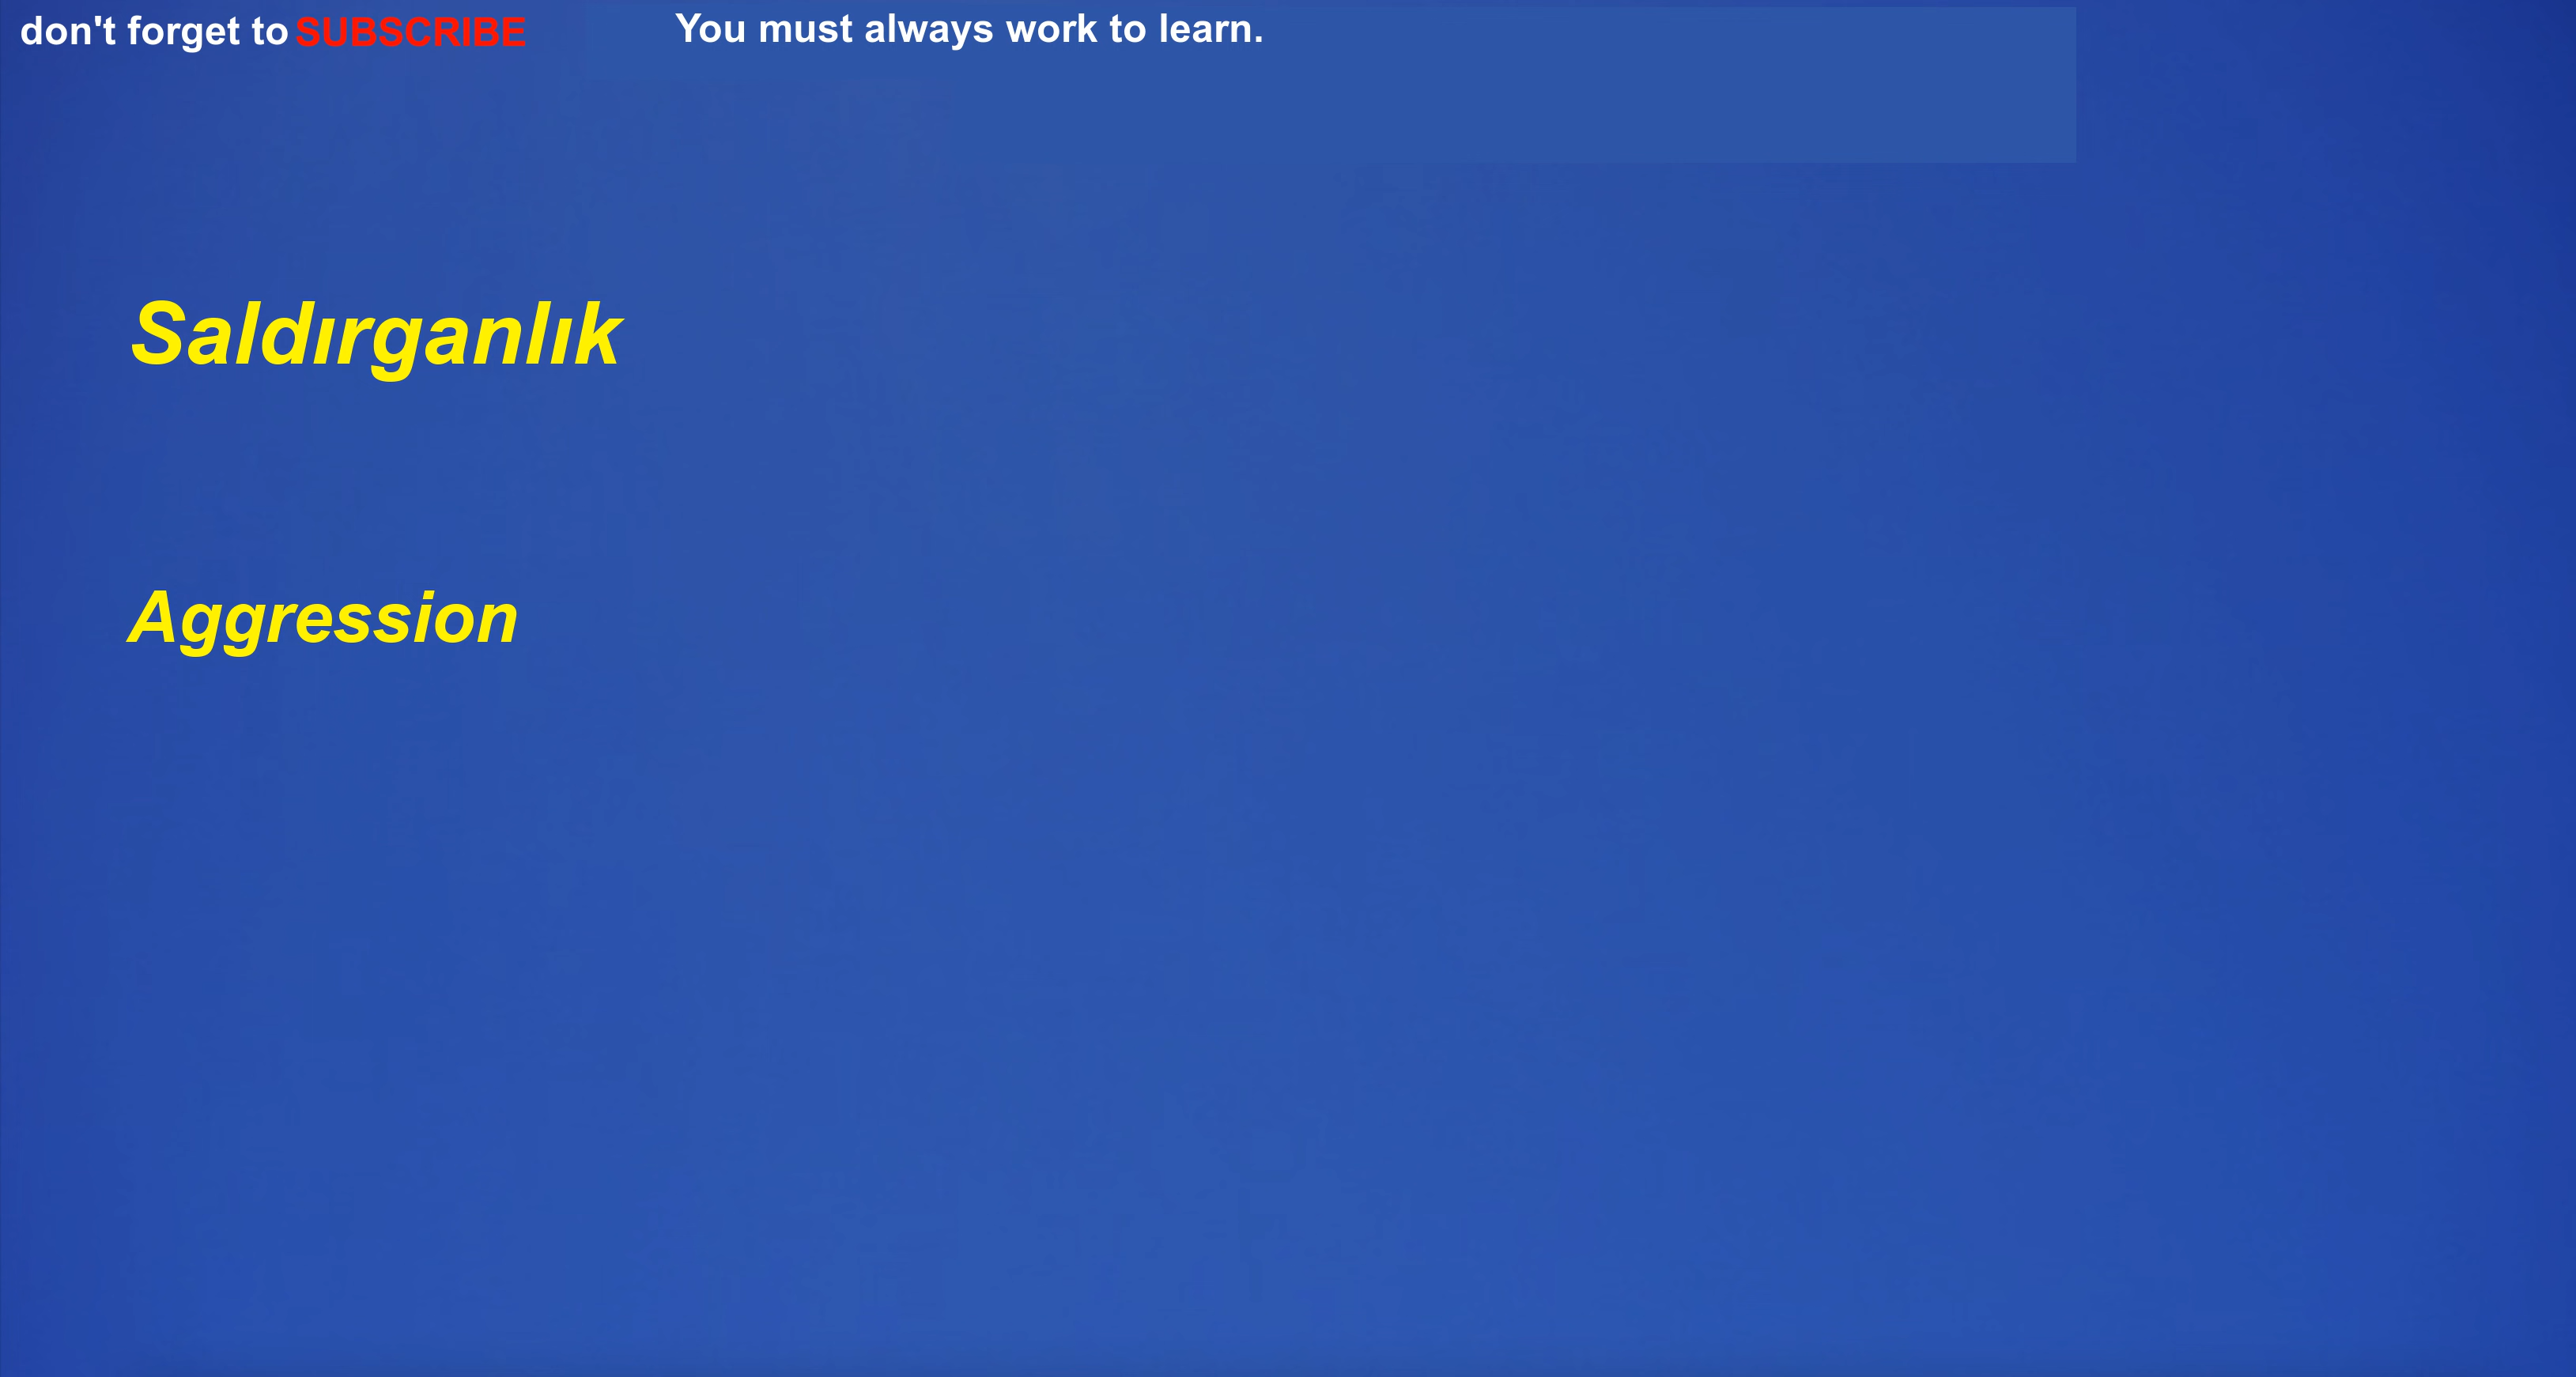 don't forget to SUBSCRIBE
You must always work to learn.
Saldırganlık
Aggression